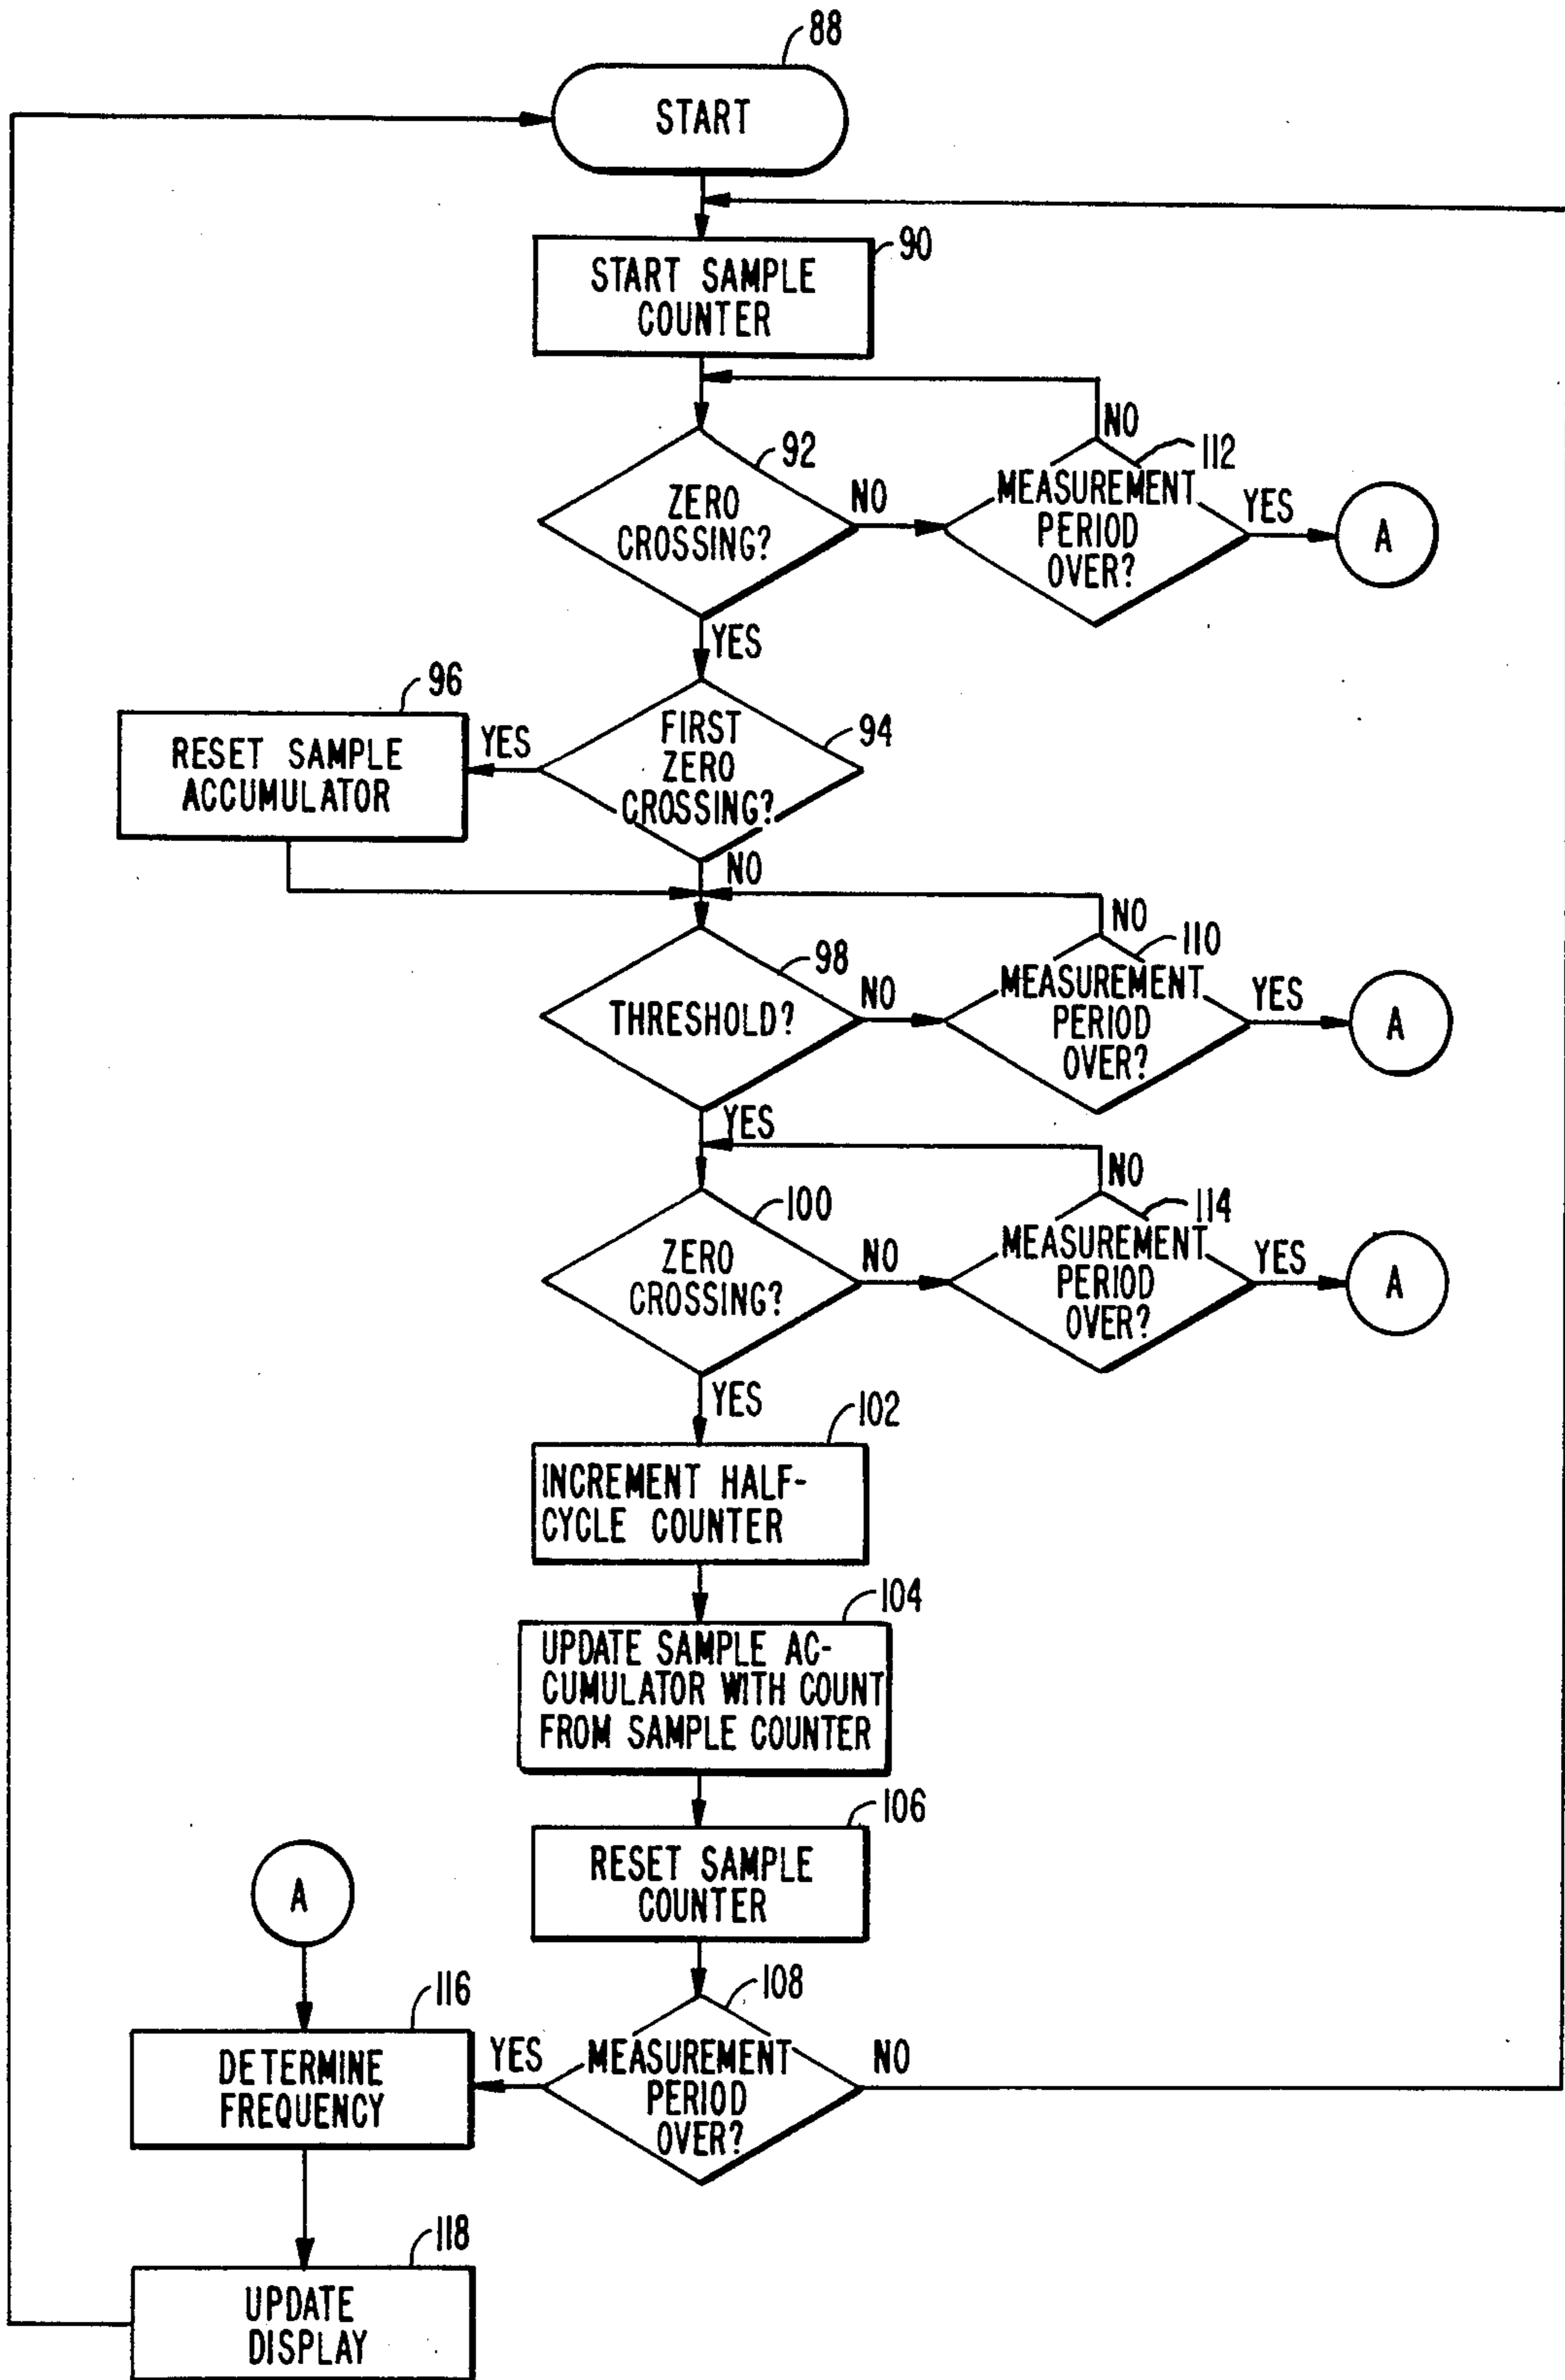 88
START
90
START SAMPLE
COUNTER
92
ZERO
CROSSING?
NO
NO
112
MEASUREMENT
PERIOD
OVER?
YES
A
YES
96
RESET SAMPLE
ACCUMULATOR
YES
FIRST
ZERO
CROSSING?
94
NO
98
THRESHOLD?
NO
NO
110
MEASUREMENT
PERIOD
OVER?
YES
A
YES
100
ZERO
CROSSING?
NO
NO
114
MEASUREMENT
PERIOD
OVER?
YES
A
YES
102
INCREMENT HALF-
CYCLE COUNTER
104
UPDATE SAMPLE AC-
CUMULATOR WITH COUNT
FROM SAMPLE COUNTER
106
RESET SAMPLE
COUNTER
A
108
MEASUREMENT
PERIOD
OVER?
NO
YES
116
DETERMINE
FREQUENCY
118
UPDATE
DISPLAY